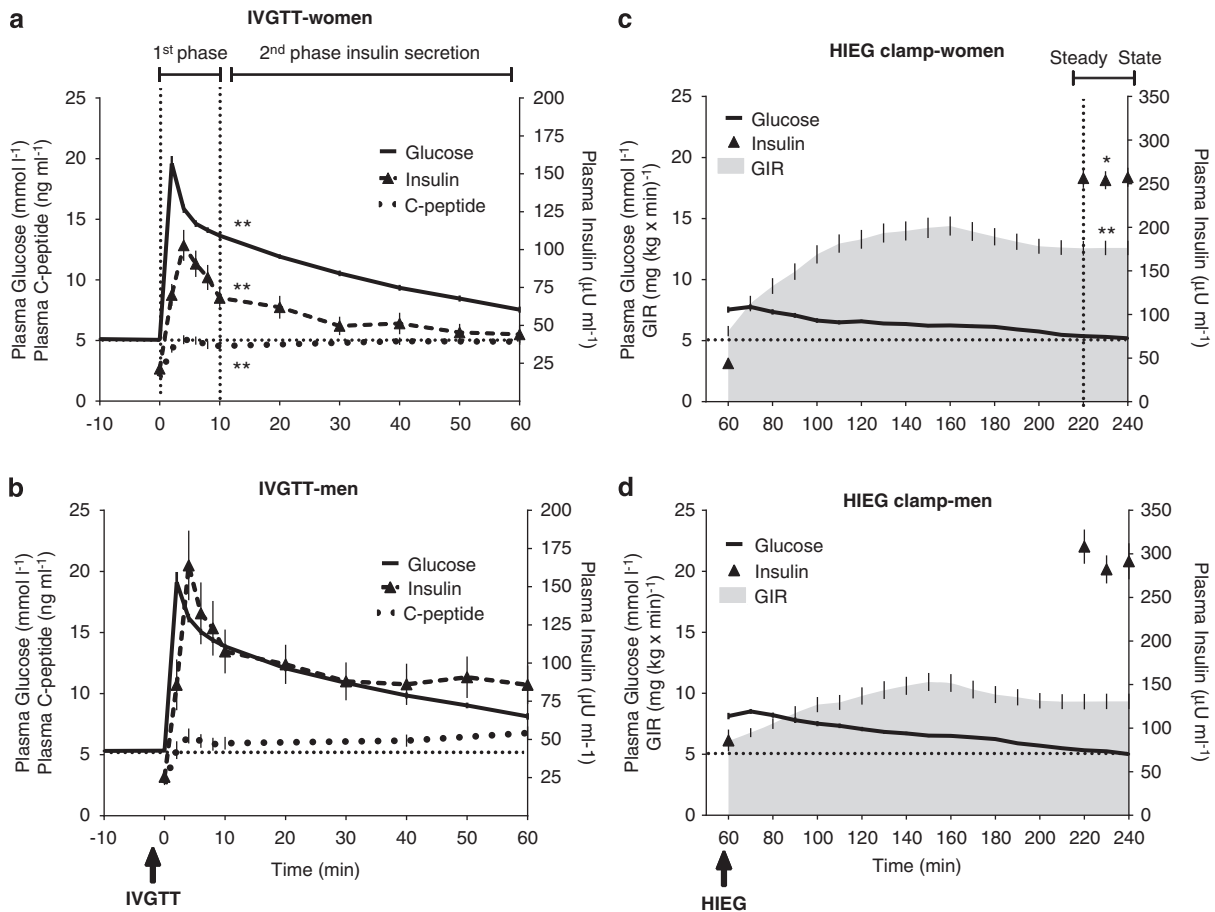 a
IVGTT-women
1st phase
2nd phase insulin secretion
25
20
15
10
5
0
Plasma Glucose (mmol l-1)
Plasma C-peptide (ng ml-1)
200
175
150
125
100
75
50
25
Plasma Insulin (µU ml-1)
Glucose
Insulin
C-peptide
**
**
**
-10 0 10 20 30 40 50 60
b
IVGTT-men
25
20
15
10
5
0
Plasma Glucose (mmol l-1)
Plasma C-peptide (ng ml-1)
200
175
150
125
100
75
50
25
Plasma Insulin (µU ml-1)
Glucose
Insulin
C-peptide
-10 0 10 20 30 40 50 60
Time (min)
IVGTT
c
HIEG clamp-women
Steady State
25
20
15
10
5
0
Plasma Glucose (mmol l-1)
GIR (mg (kg x min)-1
350
300
250
200
150
100
50
0
Plasma Insulin (µU ml-1)
Glucose
Insulin
GIR
*
**
60 80 100 120 140 160 180 200 220 240
d
HIEG clamp-men
25
20
15
10
5
0
Plasma Glucose (mmol l-1)
GIR (mg (kg x min)-1
350
300
250
200
150
100
50
0
Plasma Insulin (µU ml-1)
Glucose
Insulin
GIR
60 80 100 120 140 160 180 200 210 220 240
Time (min)
HIEG